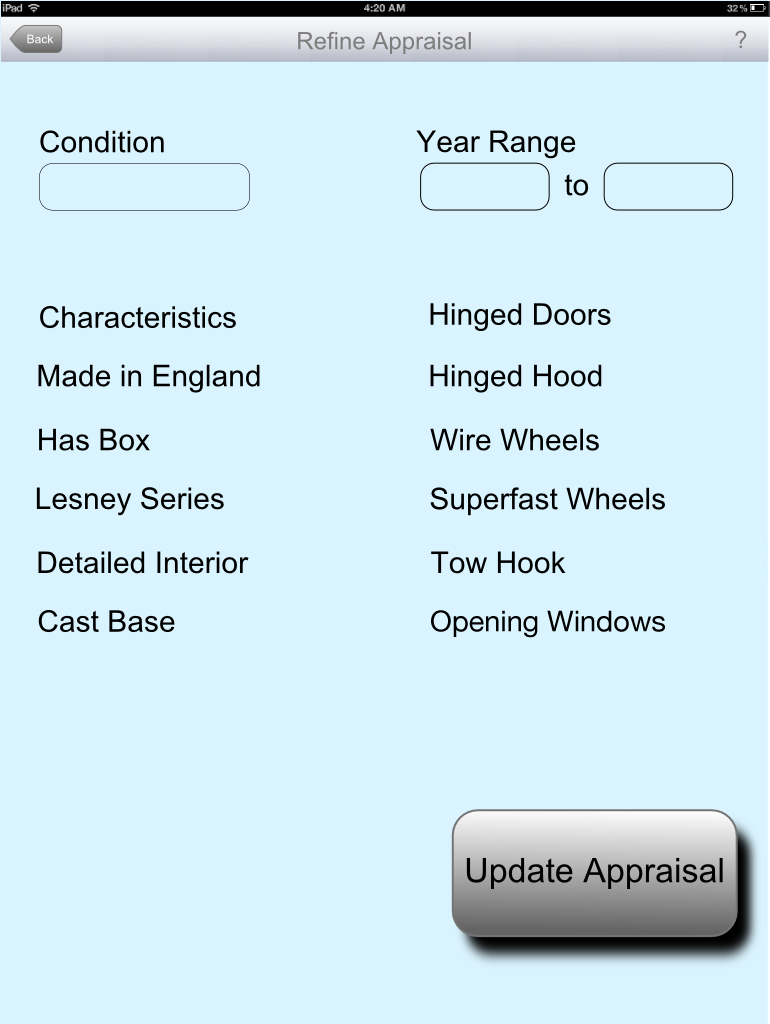 iPad 4:20 AM 32%
Back Refine Appraisal ?
Condition Year Range
to
Characteristics Hinged Doors
Made in England Hinged Hood
Has Box Wire Wheels
Lesney Series Superfast Wheels
Detailed Interior Tow Hook
Cast Base Opening Windows
Update Appraisal